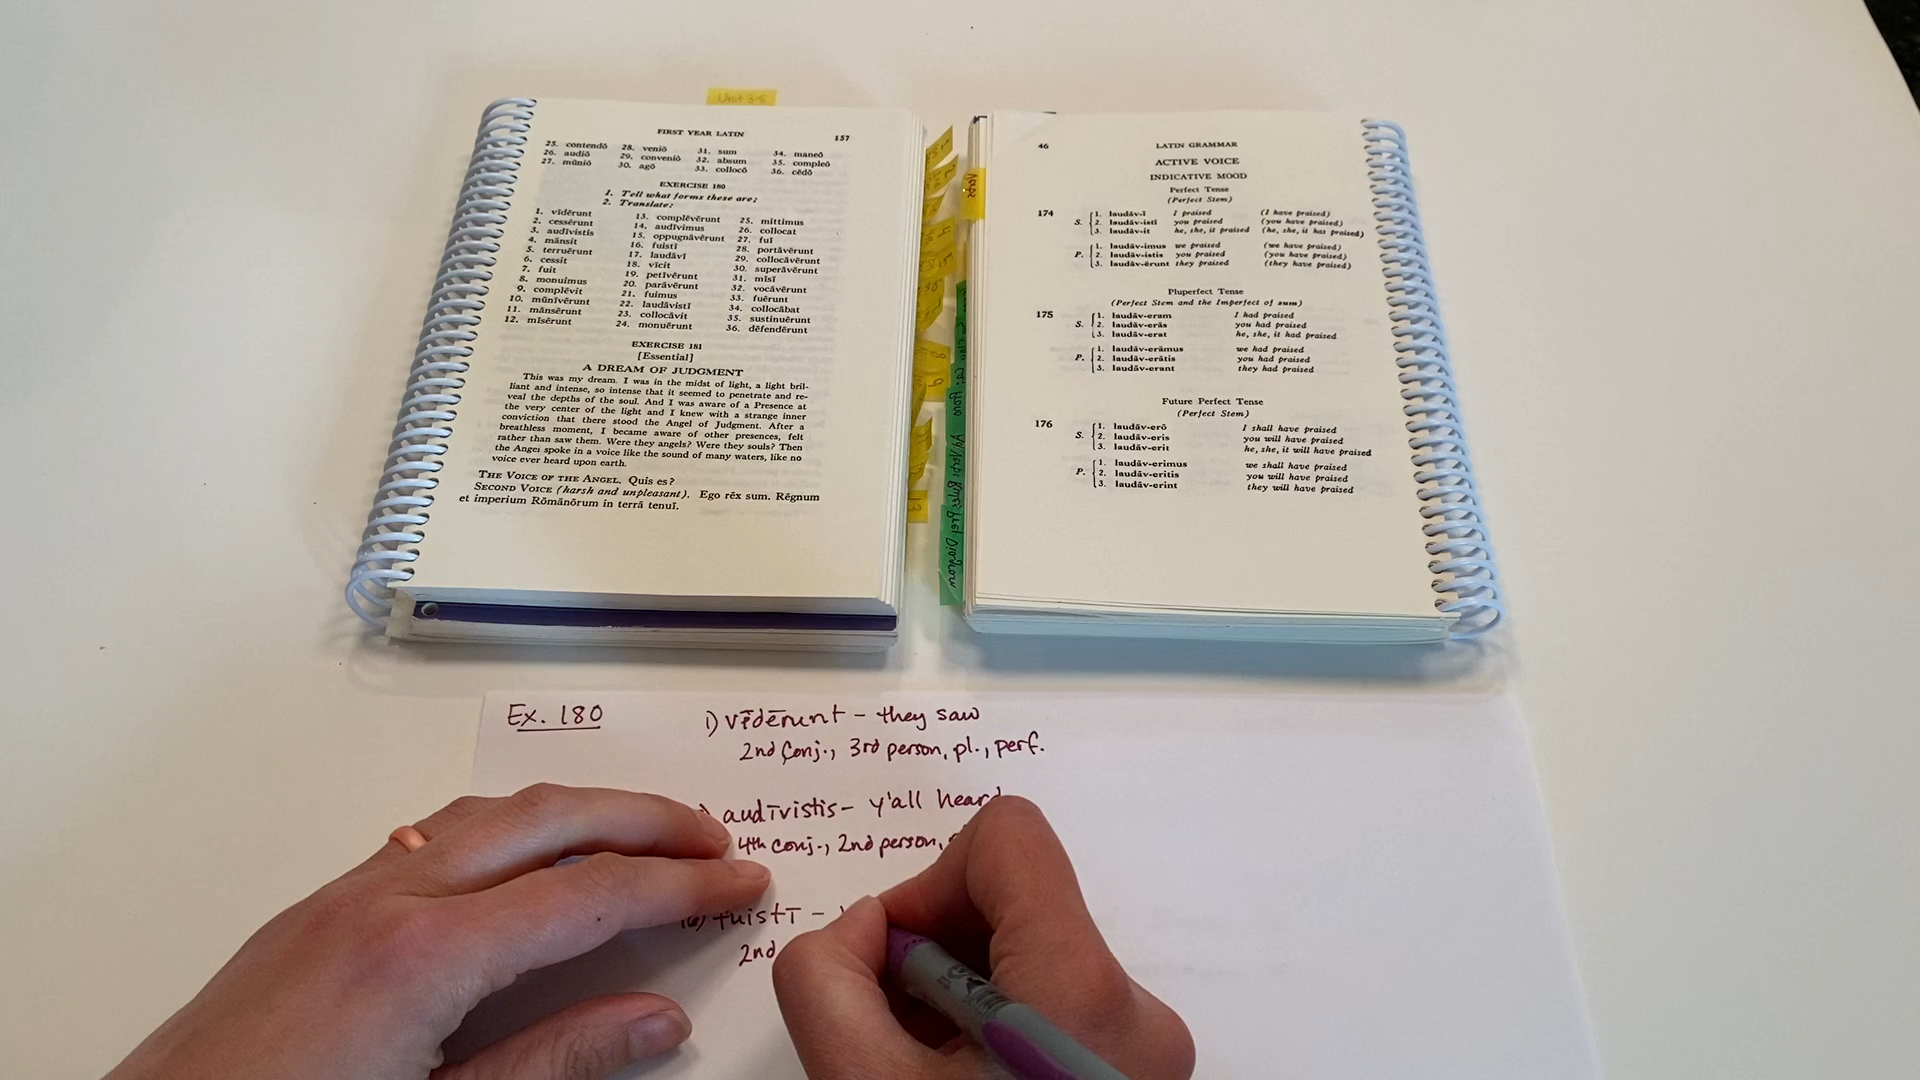 Unit 3-5
FIRST YEAR LATIN 157
25. contendō 28. veniō 31. sum 34. maneō
26. audiō 29. conveniō 32. absum 35. compleō
27. mūniō 30. agō 33. collocō 36. cēdō
EXERCISE 180
1. Tell what forms these are;
2. Translate:
1. vīdērunt 13. complēvērunt 25. mittimus
2. cessērunt 14. audīvimus 26. collocat
3. audīvistis 15. oppugnāvērunt 27. fuī
4. mānsit 16. fuistī 28. portāvērunt
5. terruērunt 17. laudāvī 29. collocāvērunt
6. cessit 18. vīcit 30. superāvērunt
7. fuit 19. petīvērunt 31. mīsī
8. monuimus 20. parāvērunt 32. vocāvērunt
9. complēvit 21. fuimus 33. fuērunt
10. mūnīvērunt 22. laudāvistī 34. collocābat
11. mānsērunt 23. collocāvit 35. sustinuērunt
12. mīsērunt 24. monuērunt 36. dēfendērunt
EXERCISE 181
[Essential]
A DREAM OF JUDGMENT
This was my dream. I was in the midst of light, a light bril-
liant and intense, so intense that it seemed to penetrate and re-
veal the depths of the soul. And I was aware of a Presence at
the very center of the light and I knew with a strange inner
conviction that there stood the Angel of Judgment. After a
breathless moment, I became aware of other presences, felt
rather than saw them. Were they angels? Were they souls? Then
the Angel spoke in a voice like the sound of many waters, like no
voice ever heard upon earth.
THE VOICE OF THE ANGEL. Quis es?
SECOND VOICE (harsh and unpleasant). Ego rēx sum. Rēgnum
et imperium Rōmānōrum in terrā tenuī.
46 LATIN GRAMMAR
ACTIVE VOICE
INDICATIVE MOOD
Perfect Tense
(Perfect Stem)
174 S. 1. laudāv-ī I praised (I have praised)
2. laudāv-istī you praised (you have praised)
3. laudāv-it he, she, it praised (he, she, it has praised)
P. 1. laudāv-imus we praised (we have praised)
2. laudāv-istis you praised (you have praised)
3. laudāv-ērunt they praised (they have praised)
Pluperfect Tense
(Perfect Stem and the Imperfect of sum)
175 S. 1. laudāv-eram I had praised
2. laudāv-erās you had praised
3. laudāv-erat he, she, it had praised
P. 1. laudāv-erāmus we had praised
2. laudāv-erātis you had praised
3. laudāv-erant they had praised
Future Perfect Tense
(Perfect Stem)
176 S. 1. laudāv-erō I shall have praised
2. laudāv-eris you will have praised
3. laudāv-erit he, she, it will have praised
P. 1. laudāv-erimus we shall have praised
2. laudāv-eritis you will have praised
3. laudāv-erint they will have praised
Ex. 180 1) vīdērunt – they saw
2nd Conj., 3rd person, pl., perf.
audīvistis – y'all heard
4th conj., 2nd person,
16) fuistī –
2nd